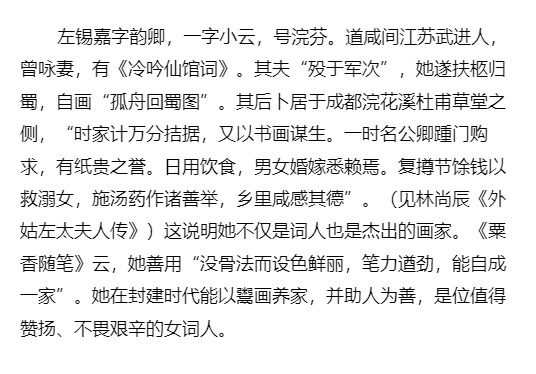 左锡嘉字韵卿，一字小云，号浣芬。道咸间江苏武进人，
曾咏妻，有《冷吟仙馆词》。其夫“殁于军次”，她遂扶柩归
蜀，自画“孤舟回蜀图”。其后卜居于成都浣花溪杜甫草堂之
侧，“时家计万分拮据，又以书画谋生。一时名公卿踵门购
求，有纸贵之誉。日用饮食，男女婚嫁悉赖焉。复撙节馀钱以
救溺女，施汤药作诸善举，乡里咸感其德”。（见林尚辰《外
姑左太夫人传》）这说明她不仅是词人也是杰出的画家。《粟
香随笔》云，她善用“没骨法而设色鲜丽，笔力遒劲，能自成
一家”。她在封建时代能以鬻画养家，并助人为善，是位值得
赞扬、不畏艰辛的女词人。